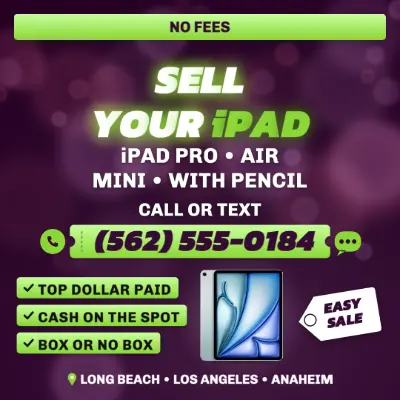 NO FEES
SELL
YOUR iPAD
iPAD PRO • AIR
MINI • WITH PENCIL
CALL OR TEXT
(562) 555-0184
TOP DOLLAR PAID
CASH ON THE SPOT
BOX OR NO BOX
EASY
SALE
LONG BEACH • LOS ANGELES • ANAHEIM